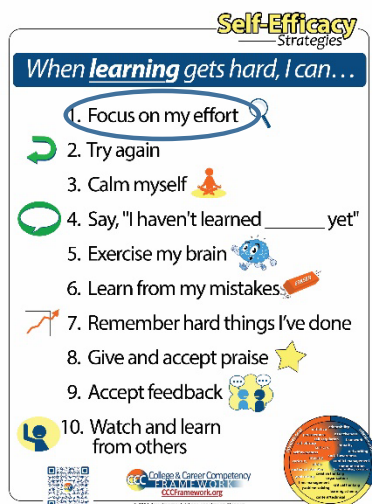 Self-Efficacy
Strategies
When learning gets hard, I can…
1. Focus on my effort
2. Try again
3. Calm myself
4. Say, "I haven't learned ______ yet"
5. Exercise my brain
6. Learn from my mistakes
7. Remember hard things I've done
8. Give and accept praise
9. Accept feedback
10. Watch and learn
from others
CCC College & Career Competency
FRAMEWORK
CCCFramework.org